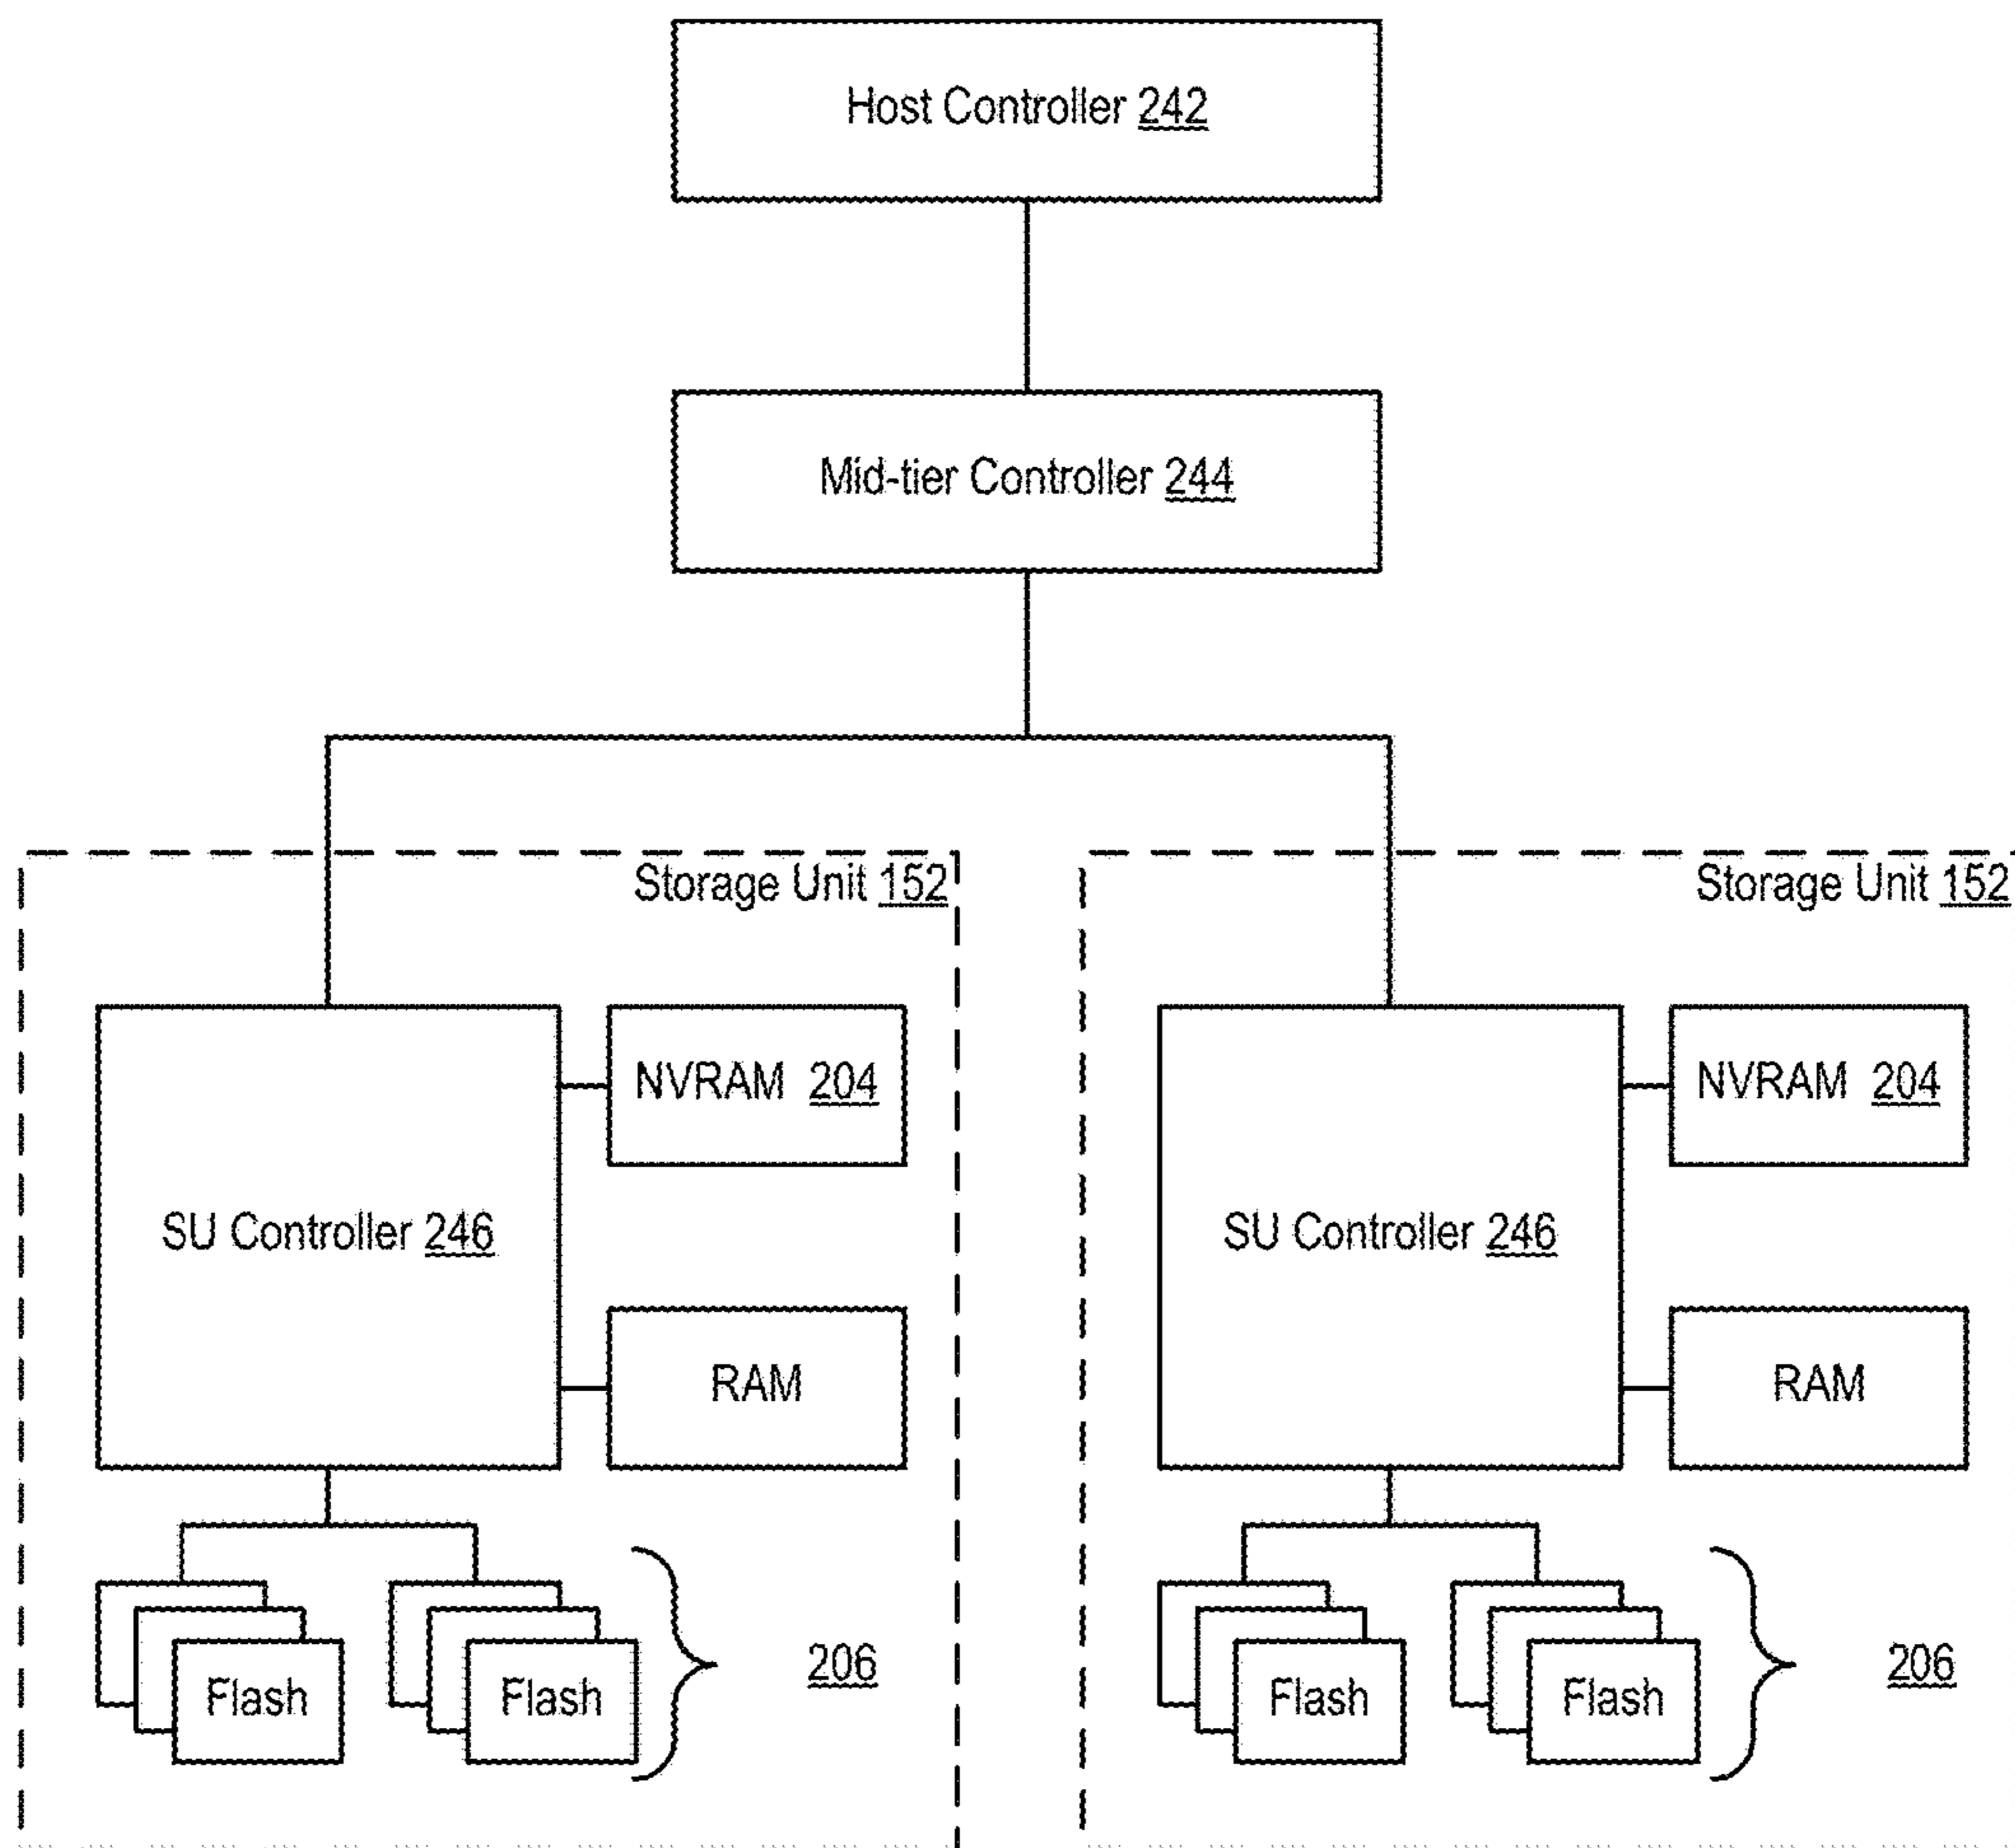 Host Controller 242
Mid-tier Controller 244
Storage Unit 152
Storage Unit 152
NVRAM 204
NVRAM 204
SU Controller 246
SU Controller 246
RAM
RAM
Flash
Flash
206
Flash
Flash
206